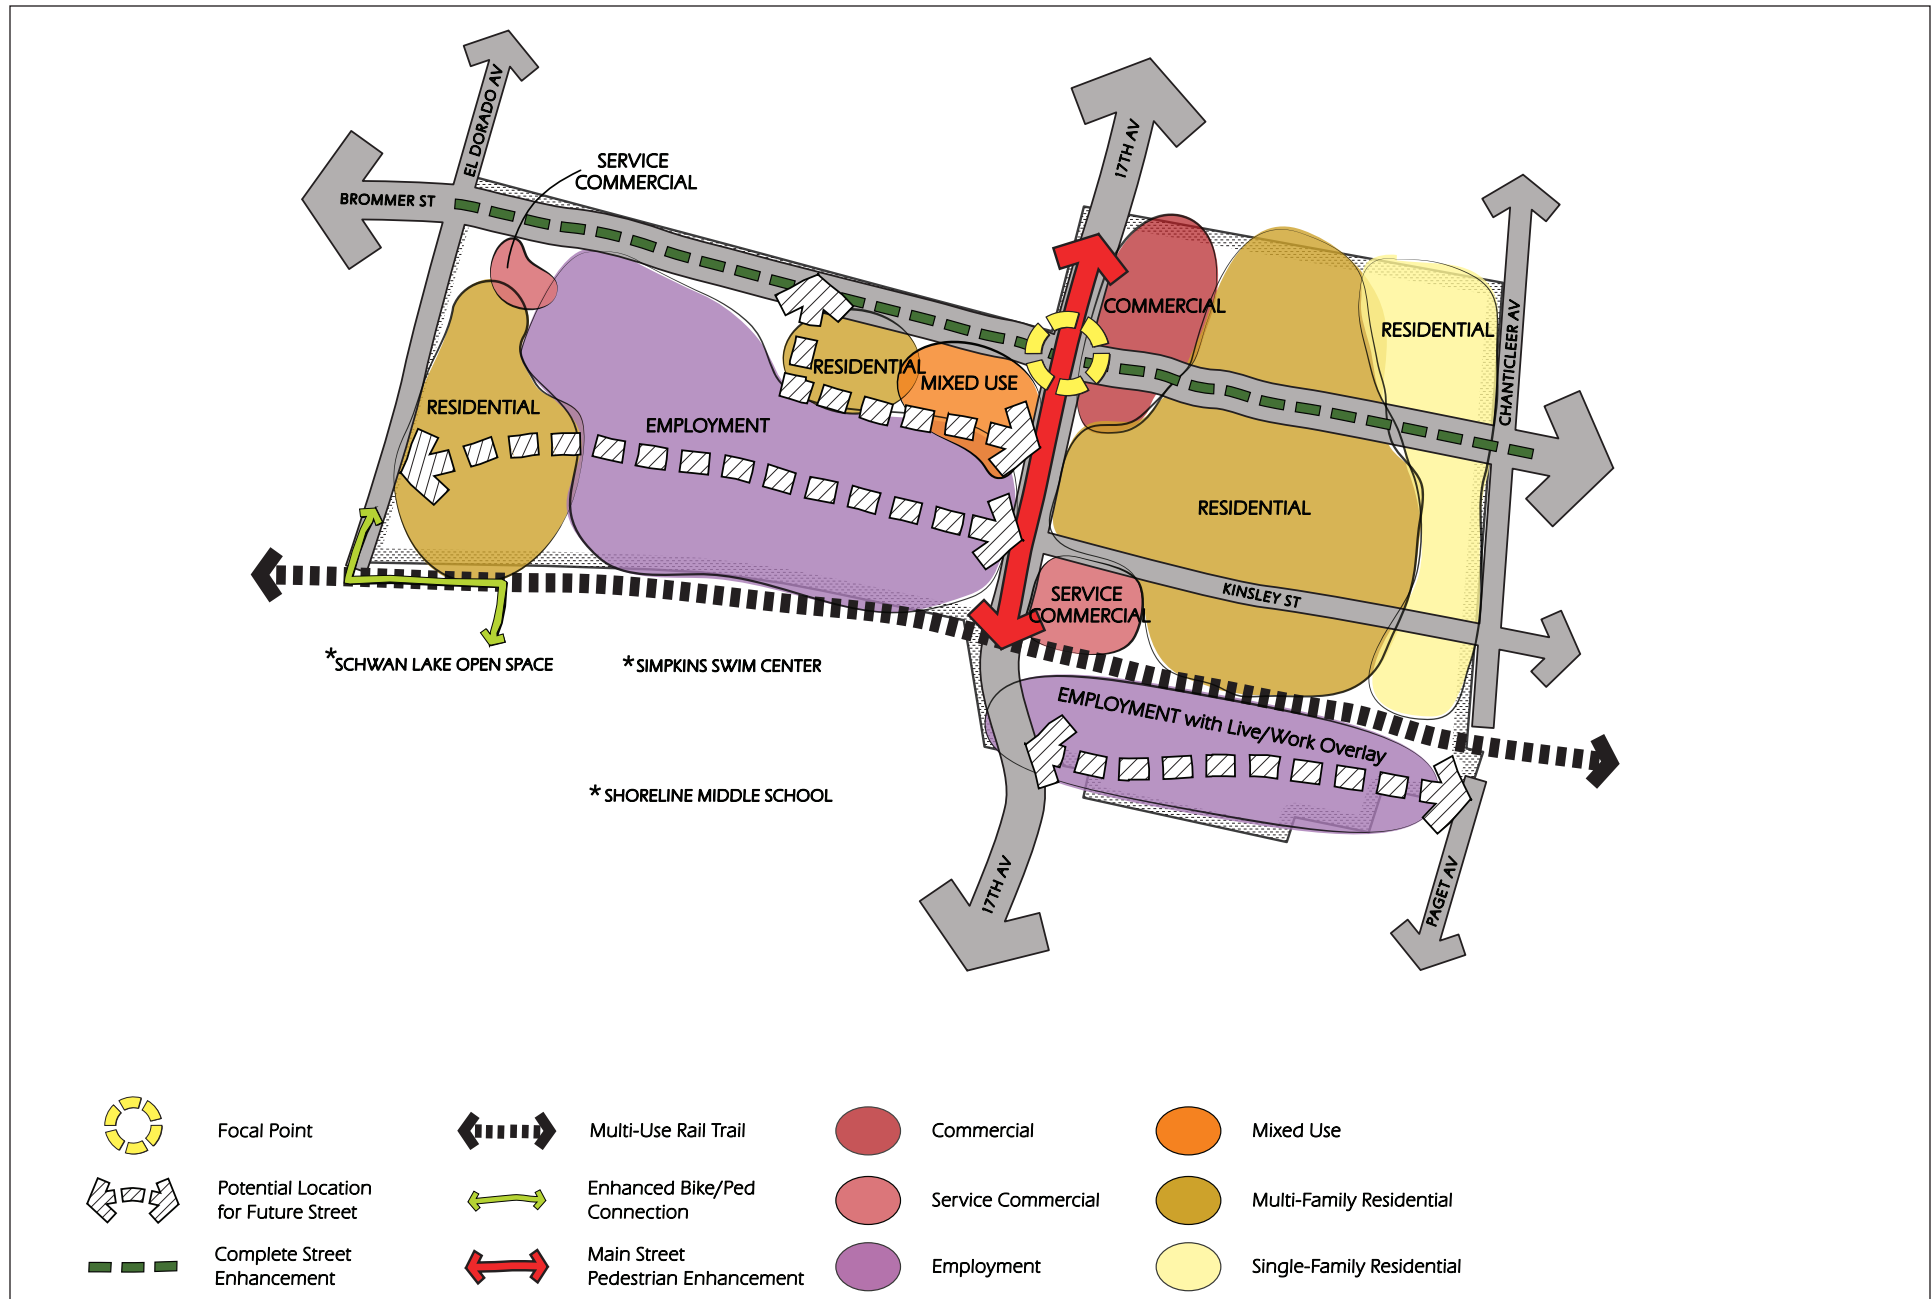 EL DORADO AV
17TH AV
SERVICE
COMMERCIAL
BROMMER ST
COMMERCIAL
RESIDENTIAL
CHANTICLEER AV
RESIDENTIAL
MIXED USE
RESIDENTIAL
EMPLOYMENT
RESIDENTIAL
KINSLEY ST
SERVICE
COMMERCIAL
*SCHWAN LAKE OPEN SPACE
*SIMPKINS SWIM CENTER
EMPLOYMENT with Live/Work Overlay
*SHORELINE MIDDLE SCHOOL
17TH AV
PAGET AV
Focal Point
Multi-Use Rail Trail
Commercial
Mixed Use
Potential Location
for Future Street
Enhanced Bike/Ped
Connection
Service Commercial
Multi-Family Residential
Complete Street
Enhancement
Main Street
Pedestrian Enhancement
Employment
Single-Family Residential